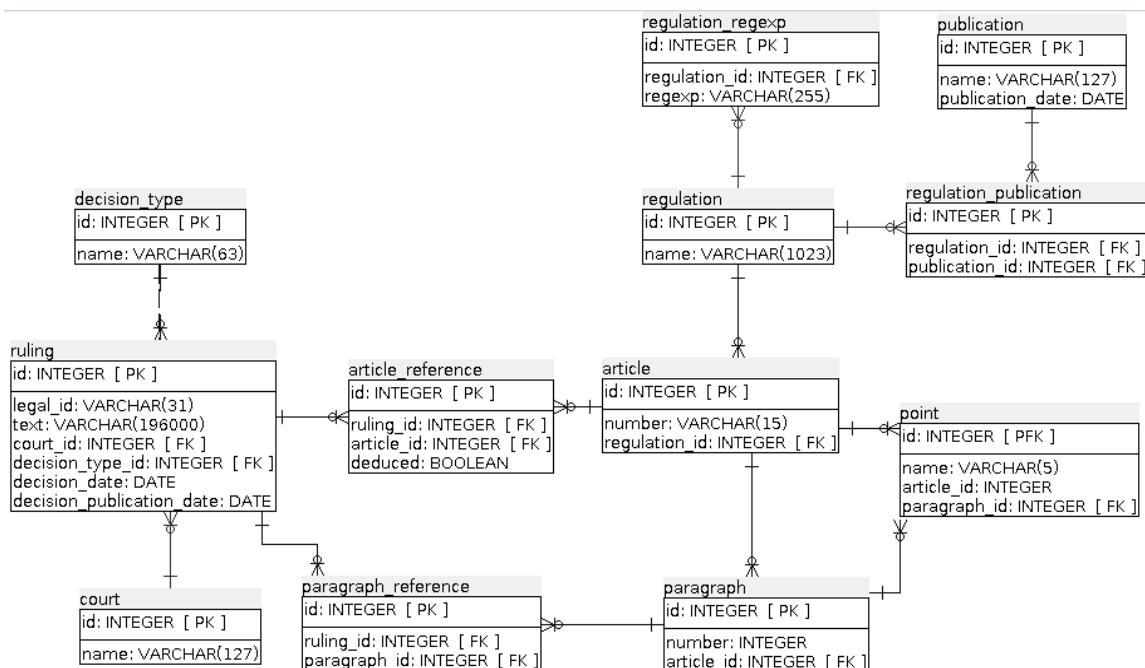 regulation_regexp
id: INTEGER [ PK ]
regulation_id: INTEGER [ FK ]
regexp: VARCHAR(255)
publication
id: INTEGER [ PK ]
name: VARCHAR(127)
publication_date: DATE
decision_type
id: INTEGER [ PK ]
name: VARCHAR(63)
regulation
id: INTEGER [ PK ]
name: VARCHAR(1023)
regulation_publication
id: INTEGER [ PK ]
regulation_id: INTEGER [ FK ]
publication_id: INTEGER [ FK ]
ruling
id: INTEGER [ PK ]
legal_id: VARCHAR(31)
text: VARCHAR(196000)
court_id: INTEGER [ FK ]
decision_type_id: INTEGER [ FK ]
decision_date: DATE
decision_publication_date: DATE
article_reference
id: INTEGER [ PK ]
ruling_id: INTEGER [ FK ]
article_id: INTEGER [ FK ]
deduced: BOOLEAN
article
id: INTEGER [ PK ]
number: VARCHAR(15)
regulation_id: INTEGER [ FK ]
point
id: INTEGER [ PFK ]
name: VARCHAR(5)
article_id: INTEGER
paragraph_id: INTEGER [ FK ]
court
id: INTEGER [ PK ]
name: VARCHAR(127)
paragraph_reference
id: INTEGER [ PK ]
ruling_id: INTEGER [ FK ]
paragraph_id: INTEGER [ FK ]
paragraph
id: INTEGER [ PK ]
number: INTEGER
article_id: INTEGER [ FK ]